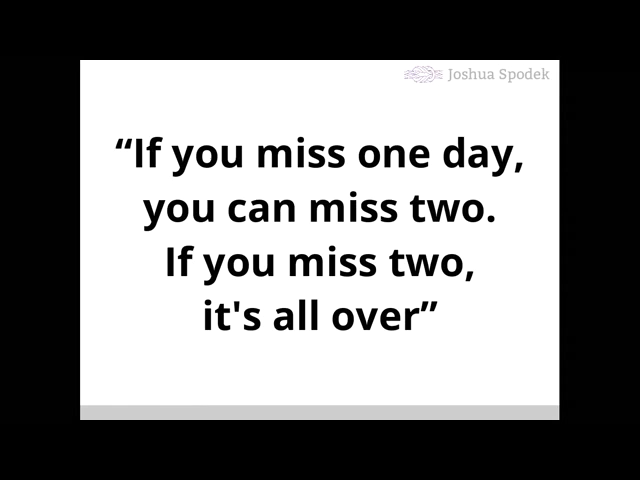 Joshua Spodek
“If you miss one day,
you can miss two.
If you miss two,
it's all over”